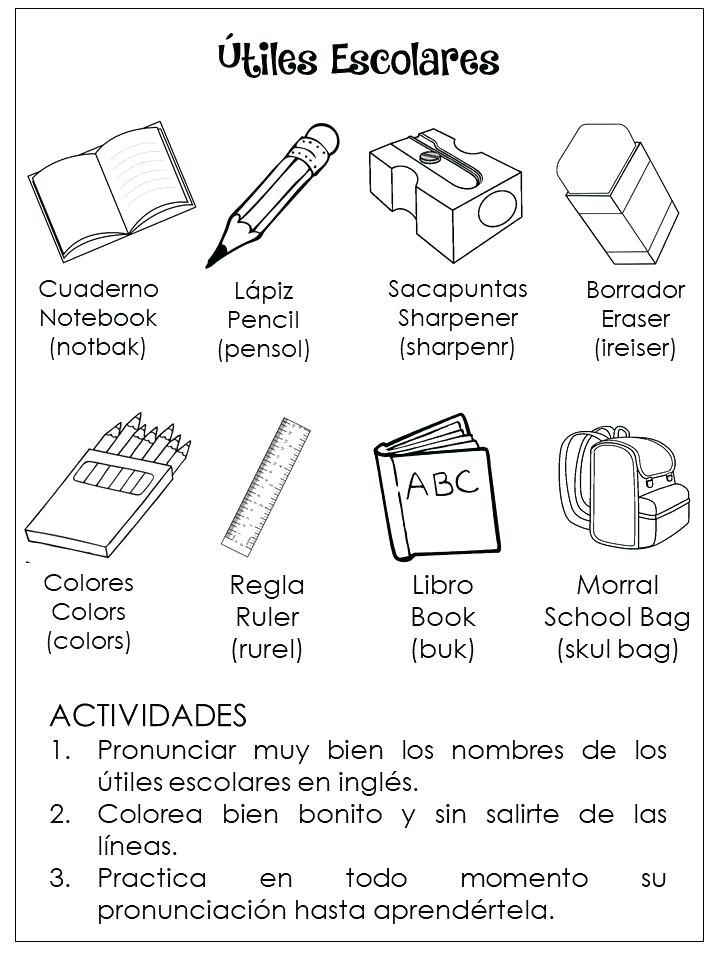 Útiles Escolares
Cuaderno
Notebook
(notbak)
Lápiz
Pencil
(pensol)
Sacapuntas
Sharpener
(sharpenr)
Borrador
Eraser
(ireiser)
ABC
Colores
Colors
(colors)
Regla
Ruler
(rurel)
Libro
Book
(buk)
Morral
School Bag
(skul bag)
ACTIVIDADES
1. Pronunciar muy bien los nombres de los
útiles escolares en inglés.
2. Colorea bien bonito y sin salirte de las
líneas.
3. Practica en todo momento su
pronunciación hasta aprendértela.